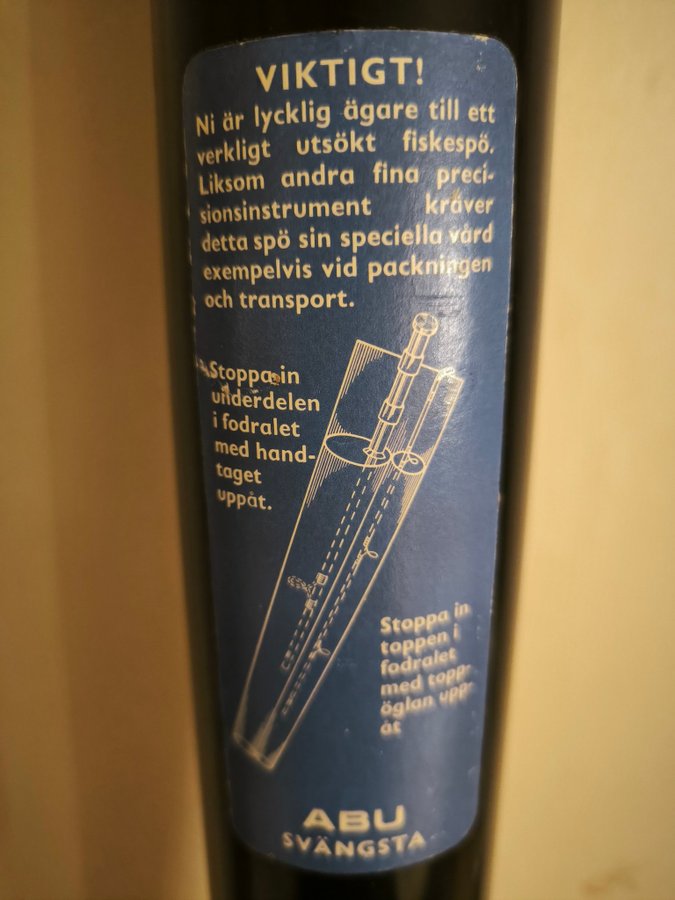 VIKTIGT!
Ni är lycklig ägare till ett
verkligt utsökt fiskespö.
Liksom andra fina preci-
sionsinstrument kräver
detta spö sin speciella vård
exempelvis vid packningen
och transport.
Stoppa in
underdelen
i fodralet
med hand-
taget
uppåt.
Stoppa in
toppen i
fodralet
med topp-
öglan upp-
åt
ABU
SVÄNGSTA